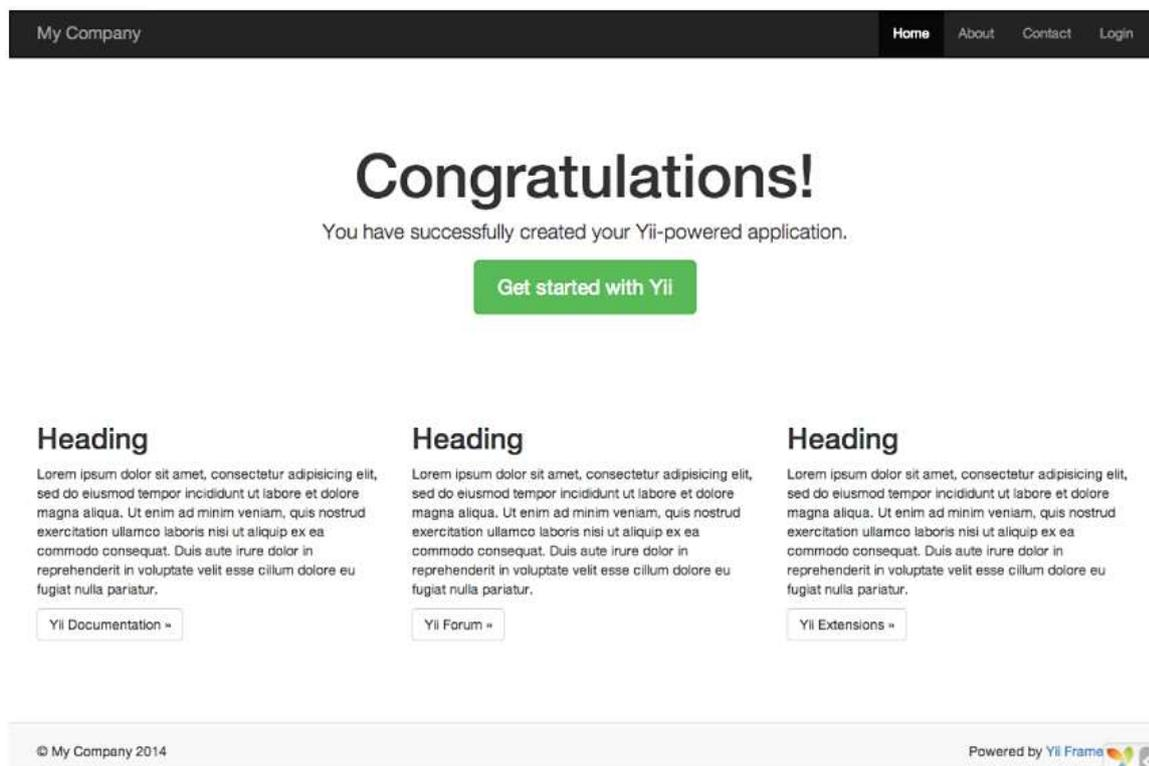 My Company
Home About Contact Login
Congratulations!
You have successfully created your Yii-powered application.
Get started with Yii
Heading
Lorem ipsum dolor sit amet, consectetur adipisicing elit,
sed do eiusmod tempor incididunt ut labore et dolore
magna aliqua. Ut enim ad minim veniam, quis nostrud
exercitation ullamco laboris nisi ut aliquip ex ea
commodo consequat. Duis aute irure dolor in
reprehenderit in voluptate velit esse cillum dolore eu
fugiat nulla pariatur.
Yii Documentation »
Heading
Lorem ipsum dolor sit amet, consectetur adipisicing elit,
sed do eiusmod tempor incididunt ut labore et dolore
magna aliqua. Ut enim ad minim veniam, quis nostrud
exercitation ullamco laboris nisi ut aliquip ex ea
commodo consequat. Duis aute irure dolor in
reprehenderit in voluptate velit esse cillum dolore eu
fugiat nulla pariatur.
Yii Forum »
Heading
Lorem ipsum dolor sit amet, consectetur adipisicing elit,
sed do eiusmod tempor incididunt ut labore et dolore
magna aliqua. Ut enim ad minim veniam, quis nostrud
exercitation ullamco laboris nisi ut aliquip ex ea
commodo consequat. Duis aute irure dolor in
reprehenderit in voluptate velit esse cillum dolore eu
fugiat nulla pariatur.
Yii Extensions »
© My Company 2014
Powered by Yii Frame